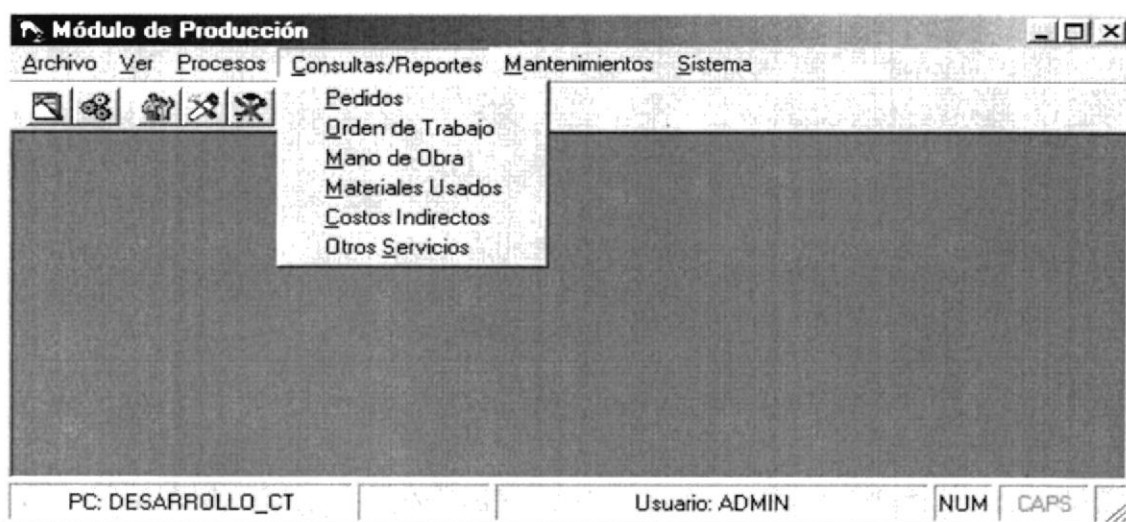 Módulo de Producción
Archivo Ver Procesos Consultas/Reportes Mantenimientos Sistema
Pedidos
Orden de Trabajo
Mano de Obra
Materiales Usados
Costos Indirectos
Otros Servicios
PC: DESARROLLO_CT Usuario: ADMIN NUM CAPS